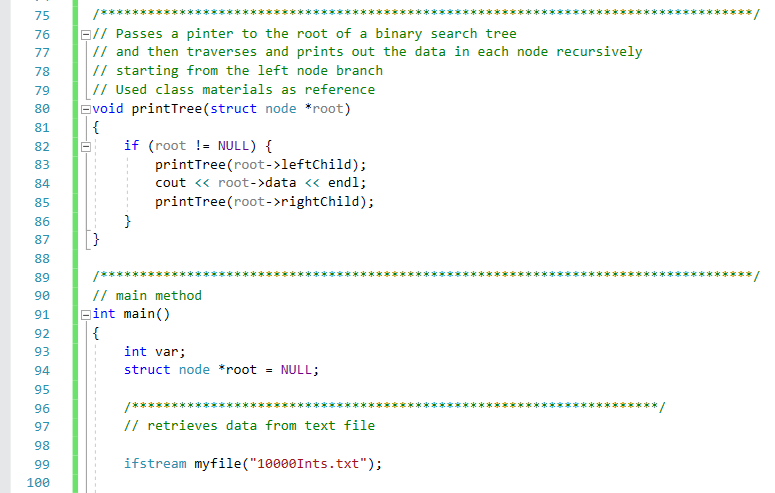 75 /***********************************************************************************/
76 // Passes a pinter to the root of a binary search tree
77 // and then traverses and prints out the data in each node recursively
78 // starting from the left node branch
79 // Used class materials as reference
80 void printTree(struct node *root)
81 {
82 if (root != NULL) {
83 printTree(root->leftChild);
84 cout << root->data << endl;
85 printTree(root->rightChild);
86 }
87 }
88
89 /***********************************************************************************/
90 // main method
91 int main()
92 {
93 int var;
94 struct node *root = NULL;
95
96 /*******************************************************************/
97 // retrieves data from text file
98
99 ifstream myfile("10000Ints.txt");
100